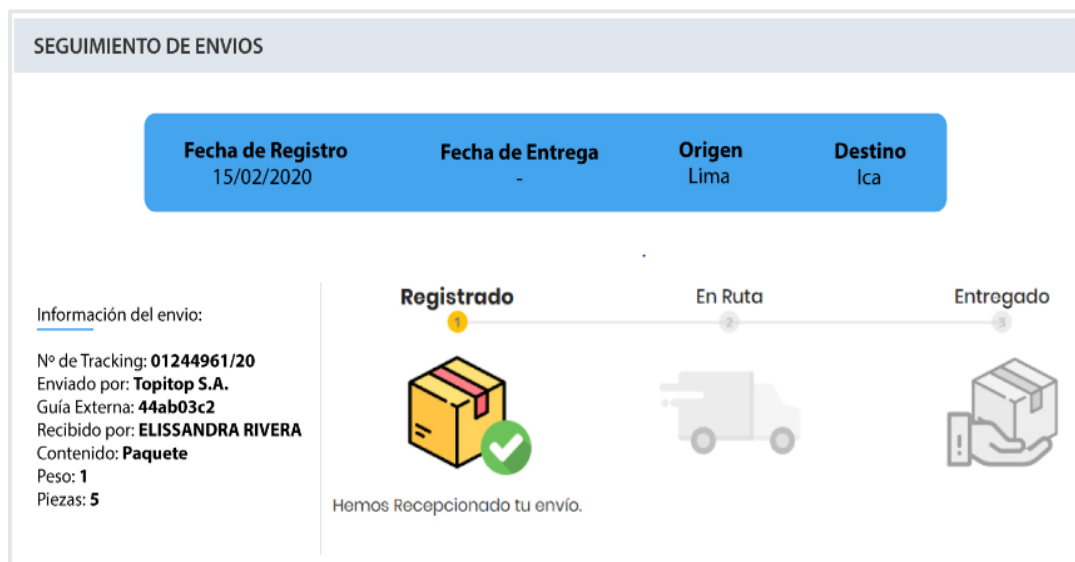 SEGUIMIENTO DE ENVIOS
Fecha de Registro
15/02/2020
Fecha de Entrega
-
Origen
Lima
Destino
Ica
Información del envio:
Nº de Tracking: 01244961/20
Enviado por: Topitop S.A.
Guía Externa: 44ab03c2
Recibido por: ELISSANDRA RIVERA
Contenido: Paquete
Peso: 1
Piezas: 5
Registrado
1
En Ruta
2
Entregado
3
Hemos Recepcionado tu envío.